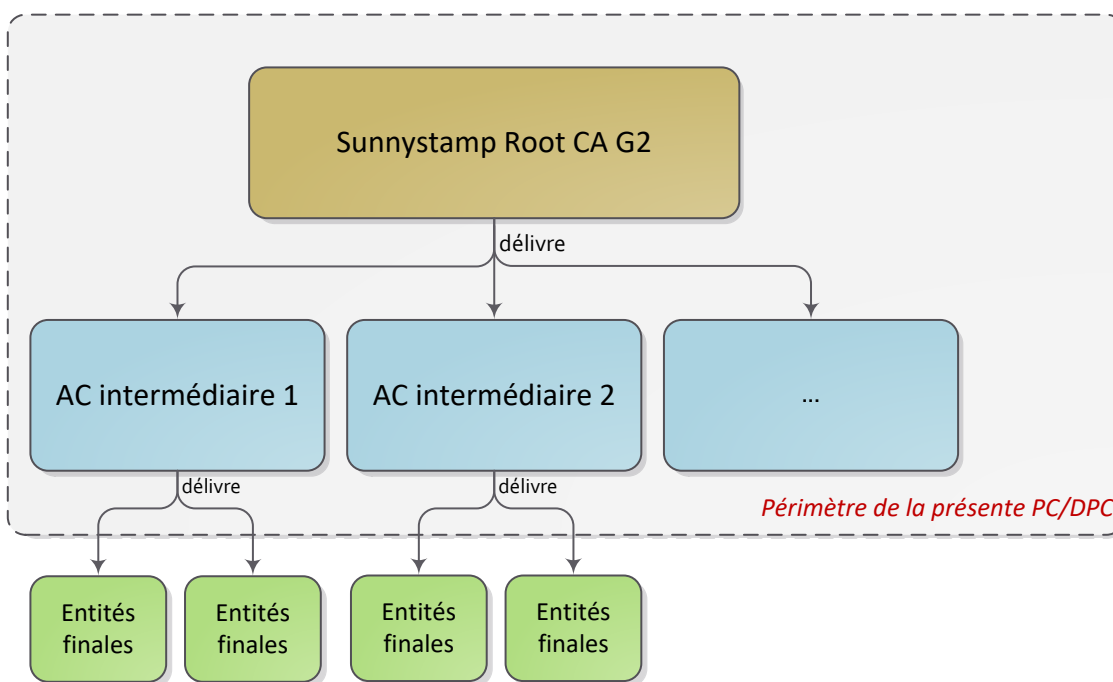 Sunnystamp Root CA G2
délivre
AC intermédiaire 1
AC intermédiaire 2
...
délivre
délivre
Périmètre de la présente PC/DPC
Entités
finales
Entités
finales
Entités
finales
Entités
finales